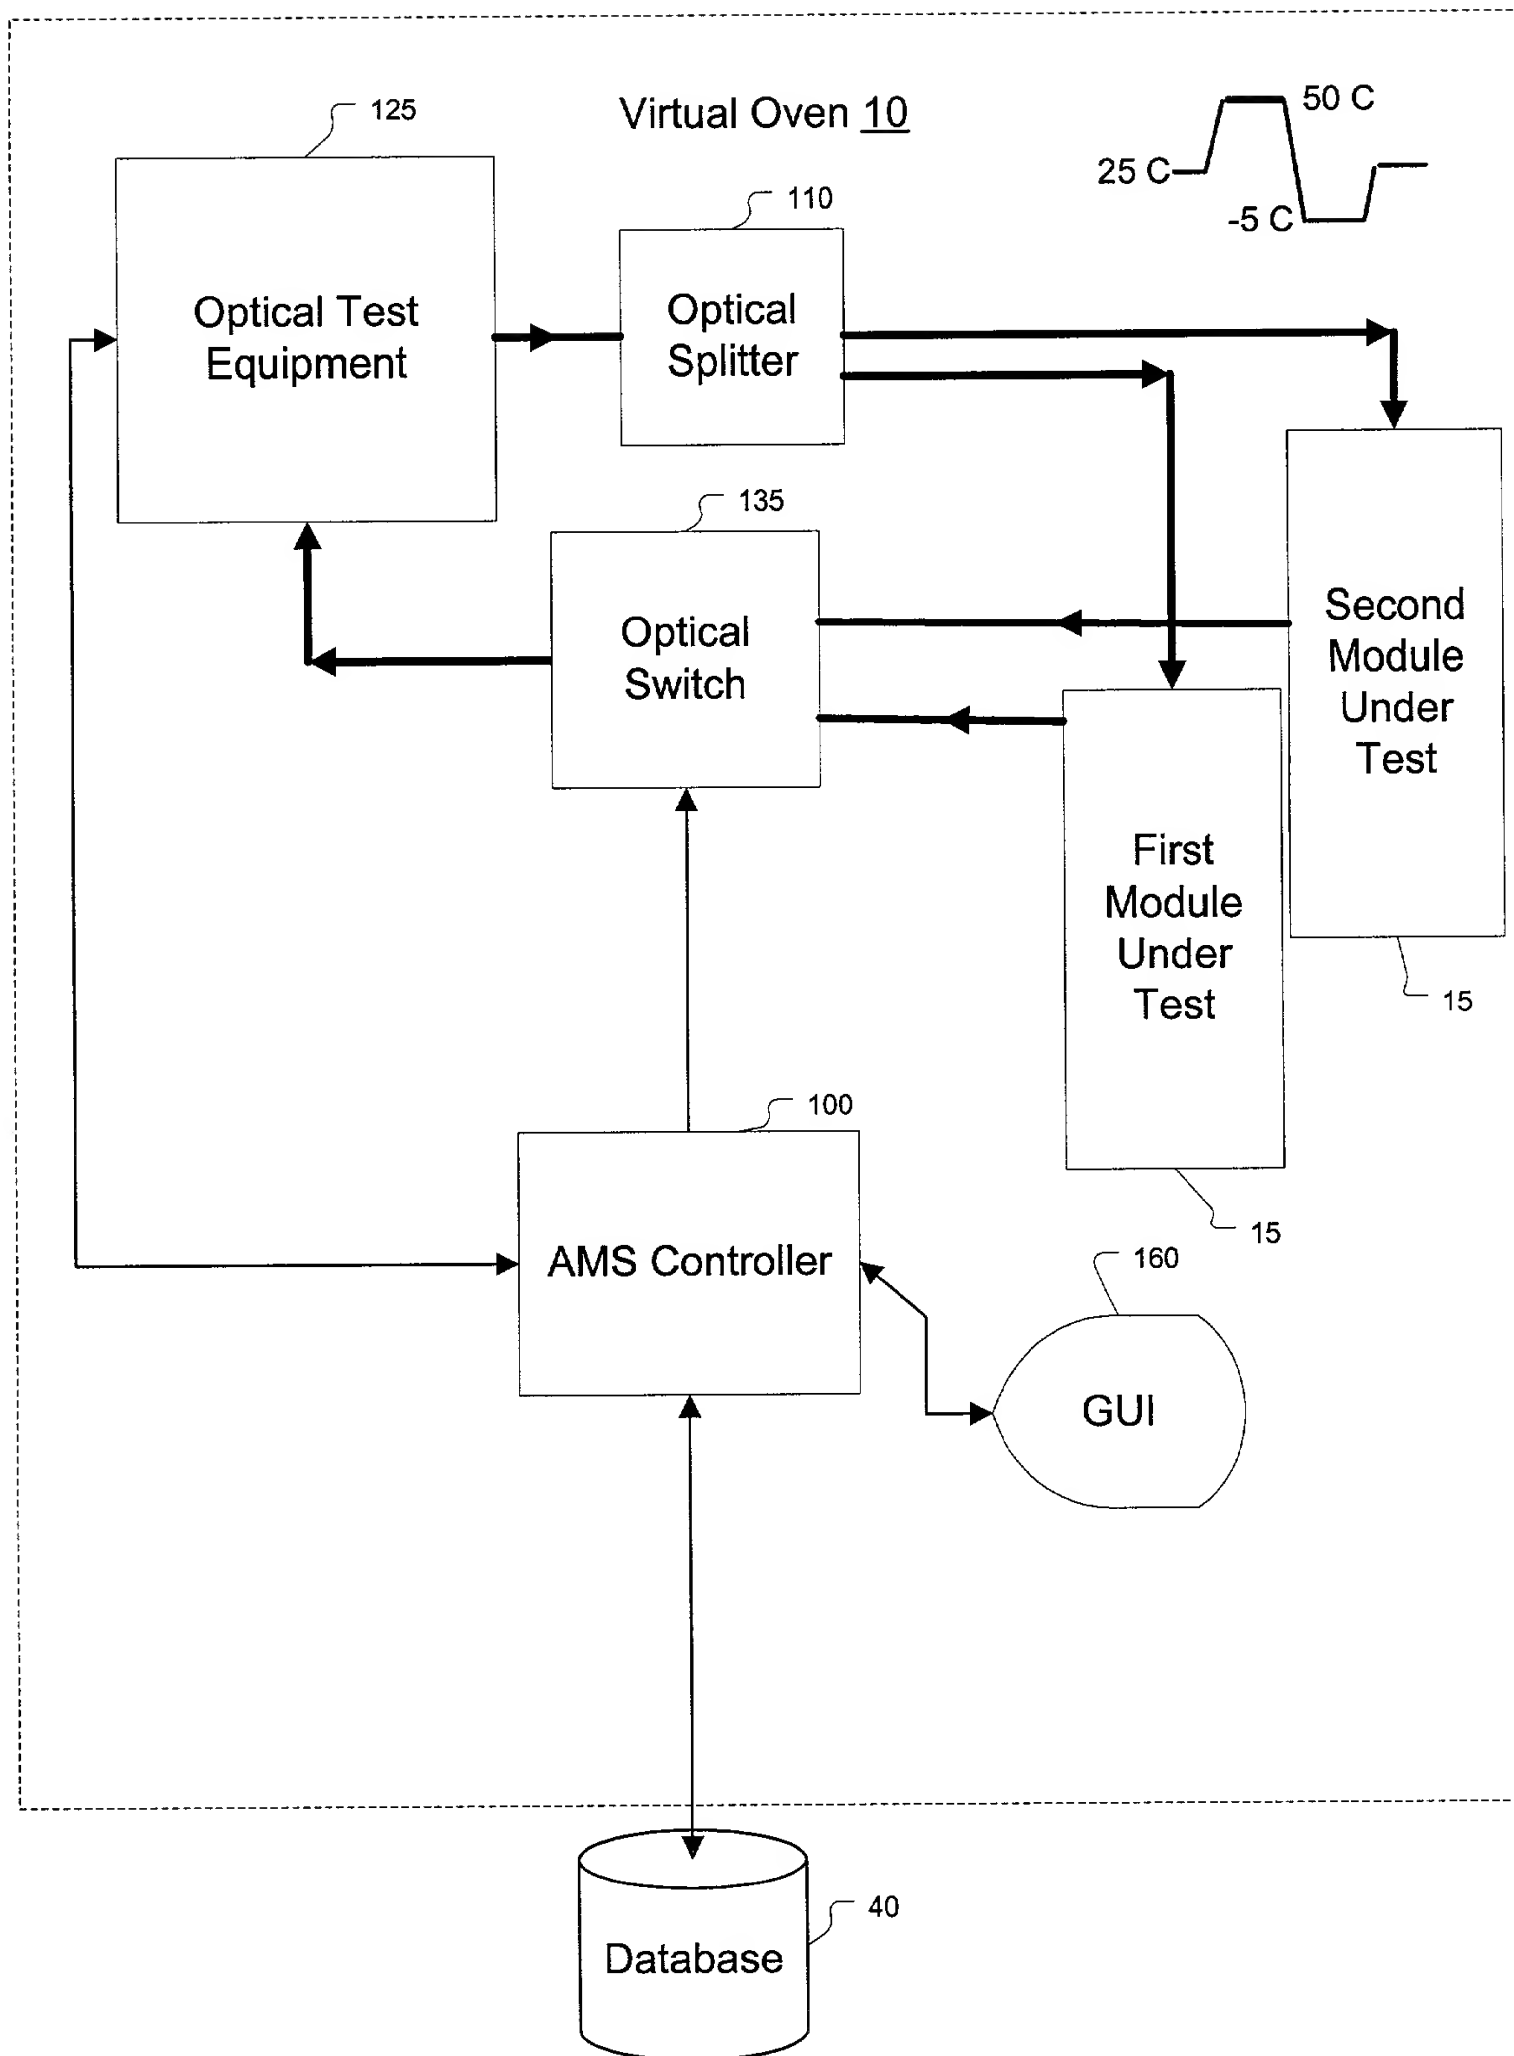 125
Virtual Oven 10
50 C
25 C
-5 C
110
Optical Test
Equipment
Optical
Splitter
135
Optical
Switch
Second
Module
Under
Test
First
Module
Under
Test
15
15
100
AMS Controller
160
GUI
40
Database